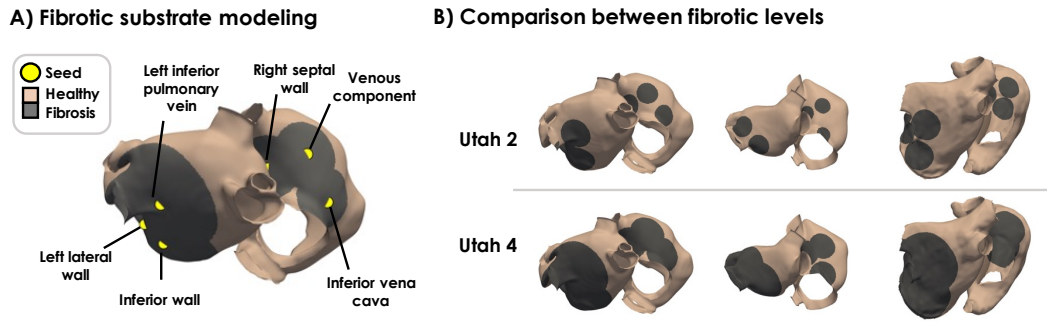 A) Fibrotic substrate modeling
Seed
Healthy
Fibrosis
Left inferior
pulmonary
vein
Right septal
wall
Venous
component
Left lateral
wall
Inferior wall
Inferior vena
cava
B) Comparison between fibrotic levels
Utah 2
Utah 4